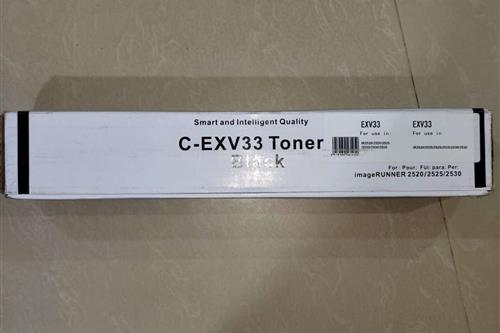 Smart and Intelligent Quality
C-EXV33 Toner
Black
EXV33
For use in:
EXV33
For use in:
For : Pour: Für: para: Per:
imageRUNNER 2520/2525/2530